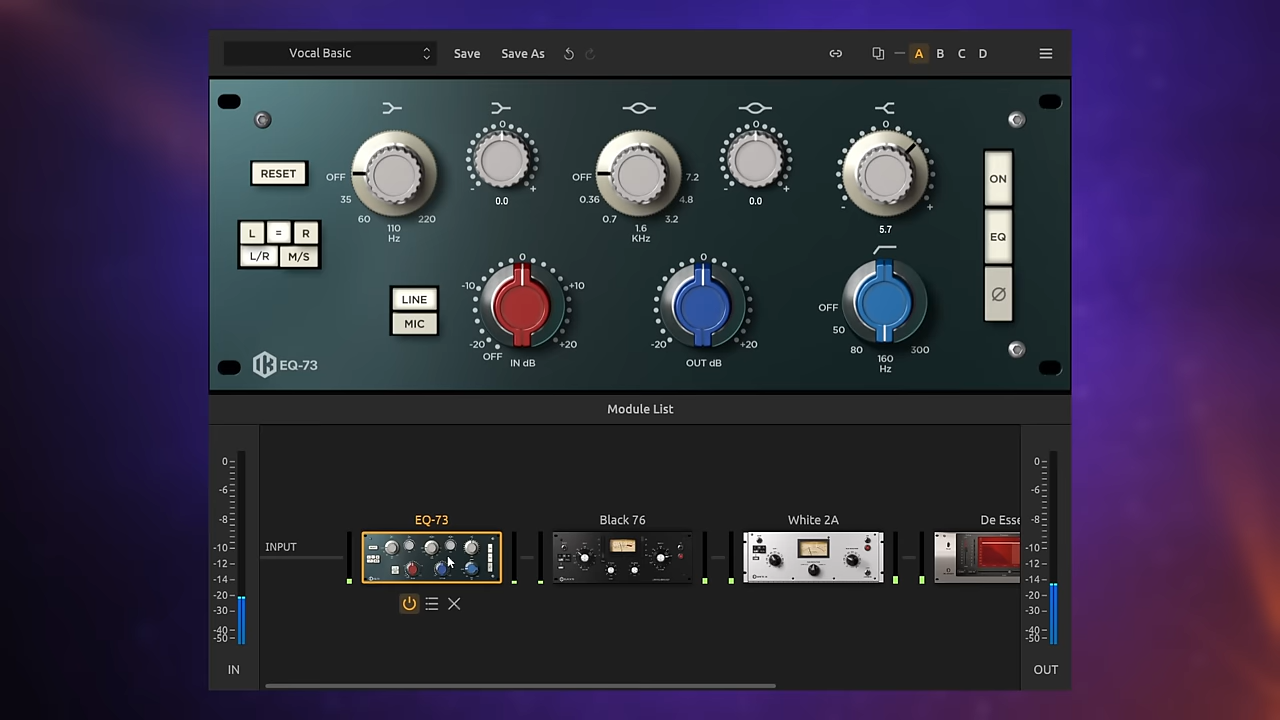 Vocal Basic
Save
Save As
A
B
C
D
RESET
L = R
L/R M/S
OFF
35
60
110
220
Hz
0
-
+
0.0
OFF
0.36
0.7
1.6
3.2
4.8
7.2
KHz
0
-
+
0.0
0
-
+
5.7
ON
EQ
Ø
LINE
MIC
0
-10
+10
-20
+20
OFF
IN dB
0
-20
+20
OUT dB
OFF
50
80
160
300
Hz
EQ-73
Module List
0
-6
-8
-10
-12
-14
-20
-30
-40
-50
IN
INPUT
EQ-73
Black 76
White 2A
De Esse
0
-6
-8
-10
-12
-14
-20
-30
-40
-50
OUT